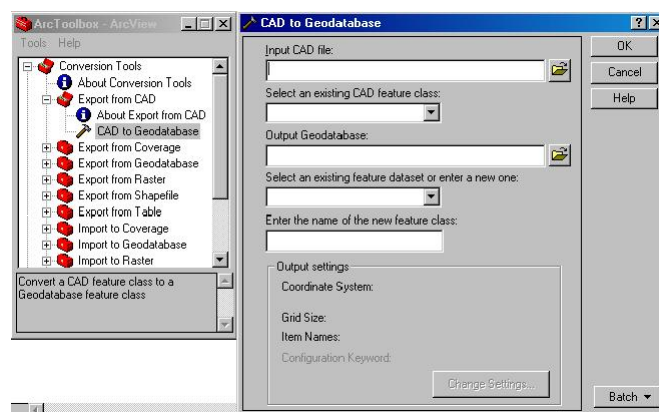 ArcToolbox - ArcView
Tools Help
Conversion Tools
About Conversion Tools
Export from CAD
About Export from CAD
CAD to Geodatabase
Export from Coverage
Export from Geodatabase
Export from Raster
Export from Shapefile
Export from Table
Import to Coverage
Import to Geodatabase
Import to Raster
Convert a CAD feature class to a
Geodatabase feature class
CAD to Geodatabase
Input CAD file:
Select an existing CAD feature class:
Output Geodatabase:
Select an existing feature dataset or enter a new one:
Enter the name of the new feature class:
Output settings
Coordinate System:
Grid Size:
Item Names:
Configuration Keyword:
Change Settings...
OK
Cancel
Help
Batch